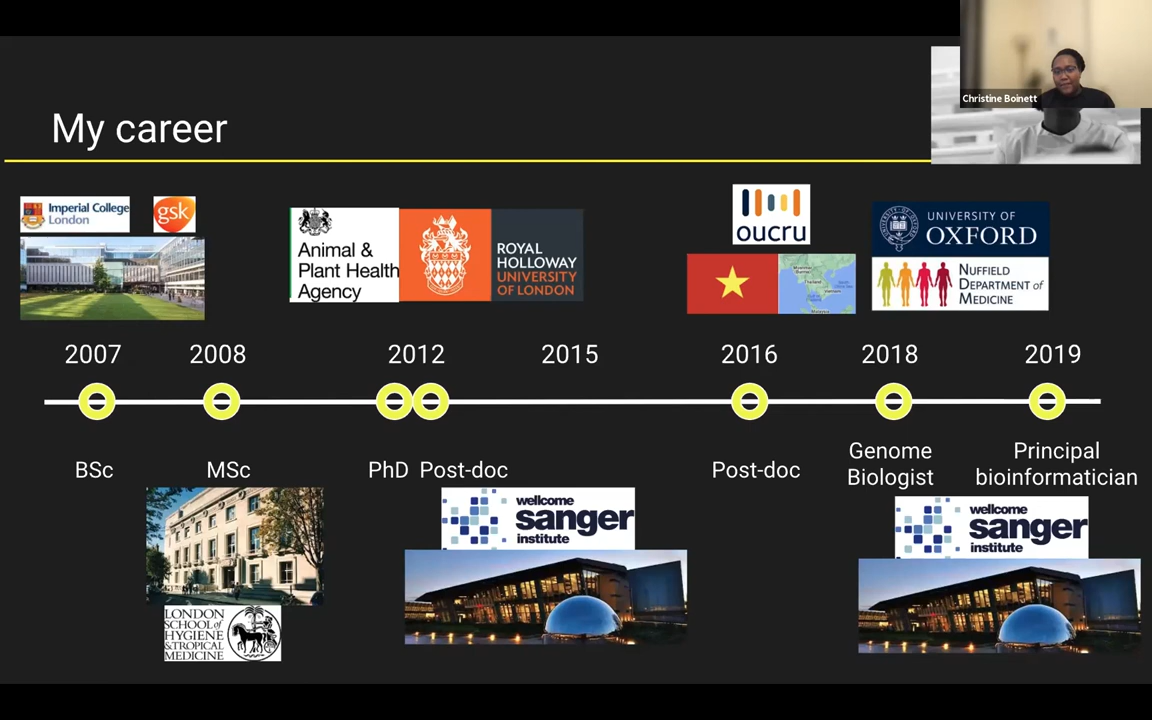 Christine Boinett
My career
Imperial College
London
gsk
Animal &
Plant Health
Agency
ROYAL
HOLLOWAY
UNIVERSITY
OF LONDON
oucru
UNIVERSITY OF
OXFORD
NUFFIELD
DEPARTMENT of
MEDICINE
2007
2008
2012
2015
2016
2018
2019
BSc
MSc
PhD
Post-doc
Post-doc
Genome
Biologist
Principal
bioinformatician
LONDON
SCHOOL of
HYGIENE
&TROPICAL
MEDICINE
wellcome
sanger
institute
wellcome
sanger
institute